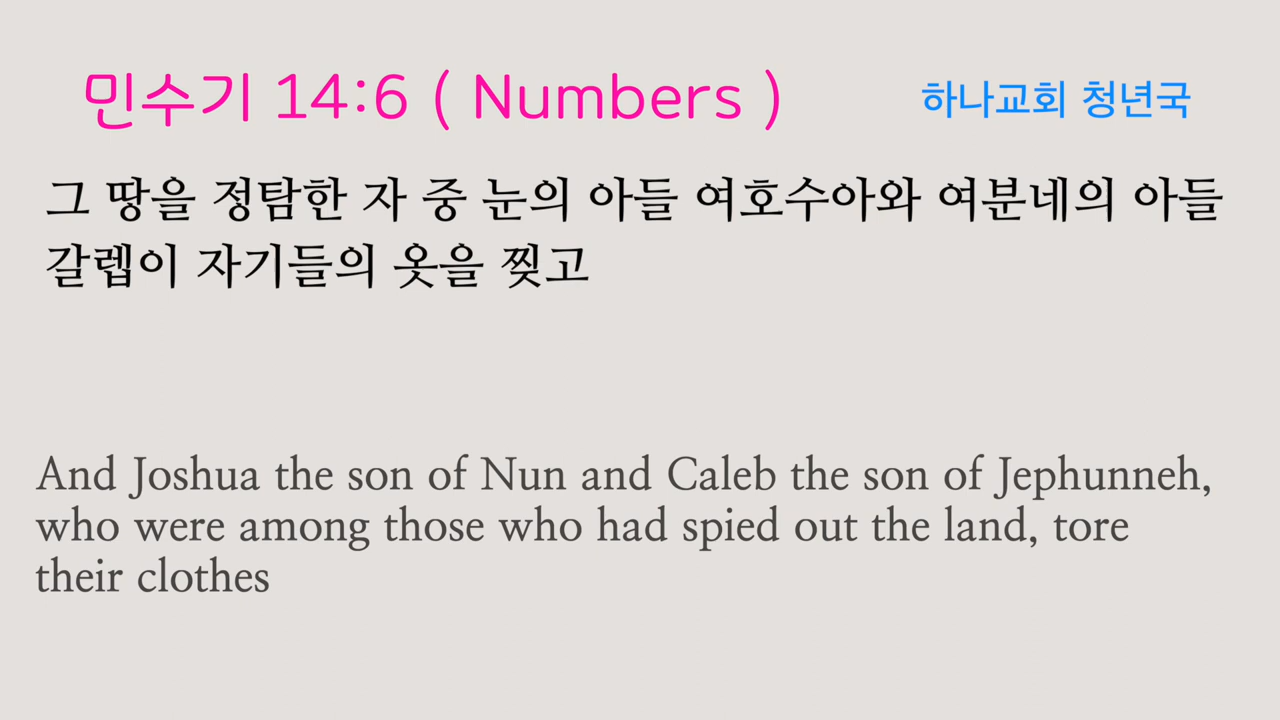 민수기 14:6 ( Numbers )
하나교회 청년국
그 땅을 정탐한 자 중 눈의 아들 여호수아와 여분네의 아들
갈렙이 자기들의 옷을 찢고
And Joshua the son of Nun and Caleb the son of Jephunneh,
who were among those who had spied out the land, tore
their clothes